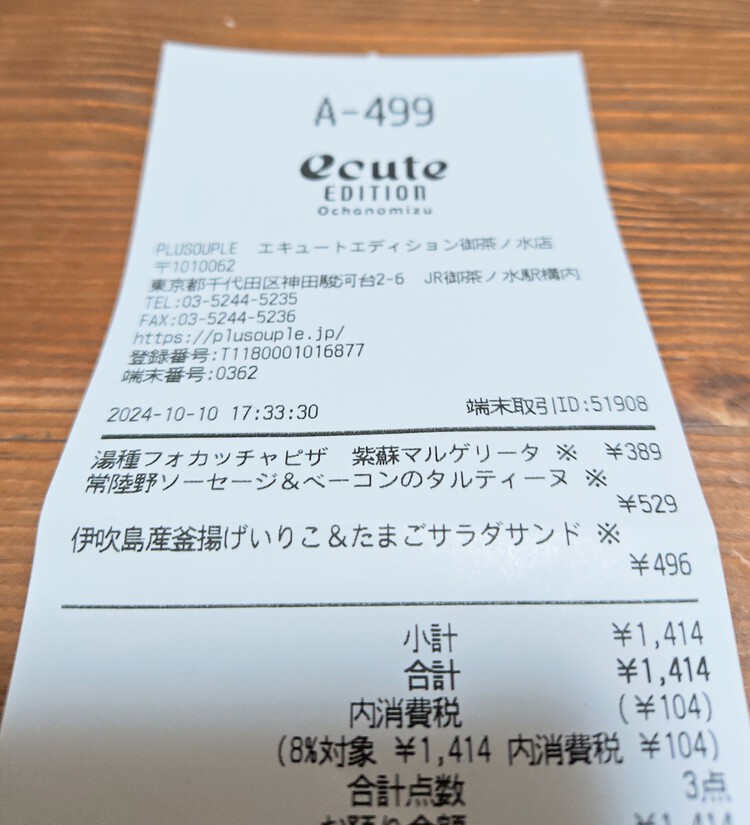 A-499
ecute
EDITION
Ochanomizu
PLUSOUPLE エキュートエディション御茶ノ水店
〒1010062
東京都千代田区神田駿河台2-6 JR御茶ノ水駅構内
TEL:03-5244-5235
FAX:03-5244-5236
https://plusouple.jp/
登録番号:T1180001016877
端末番号:0362
2024-10-10 17:33:30 端末取引ID:51908
湯種フォカッチャピザ 紫蘇マルゲリータ ※ ¥389
常陸野ソーセージ&ベーコンのタルティーヌ ※
¥529
伊吹島産釜揚げいりこ&たまごサラダサンド ※
¥496
小計 ¥1,414
合計 ¥1,414
内消費税 (¥104)
(8%対象 ¥1,414 内消費税 ¥104)
合計点数 3点
お預り金額 ¥1,414